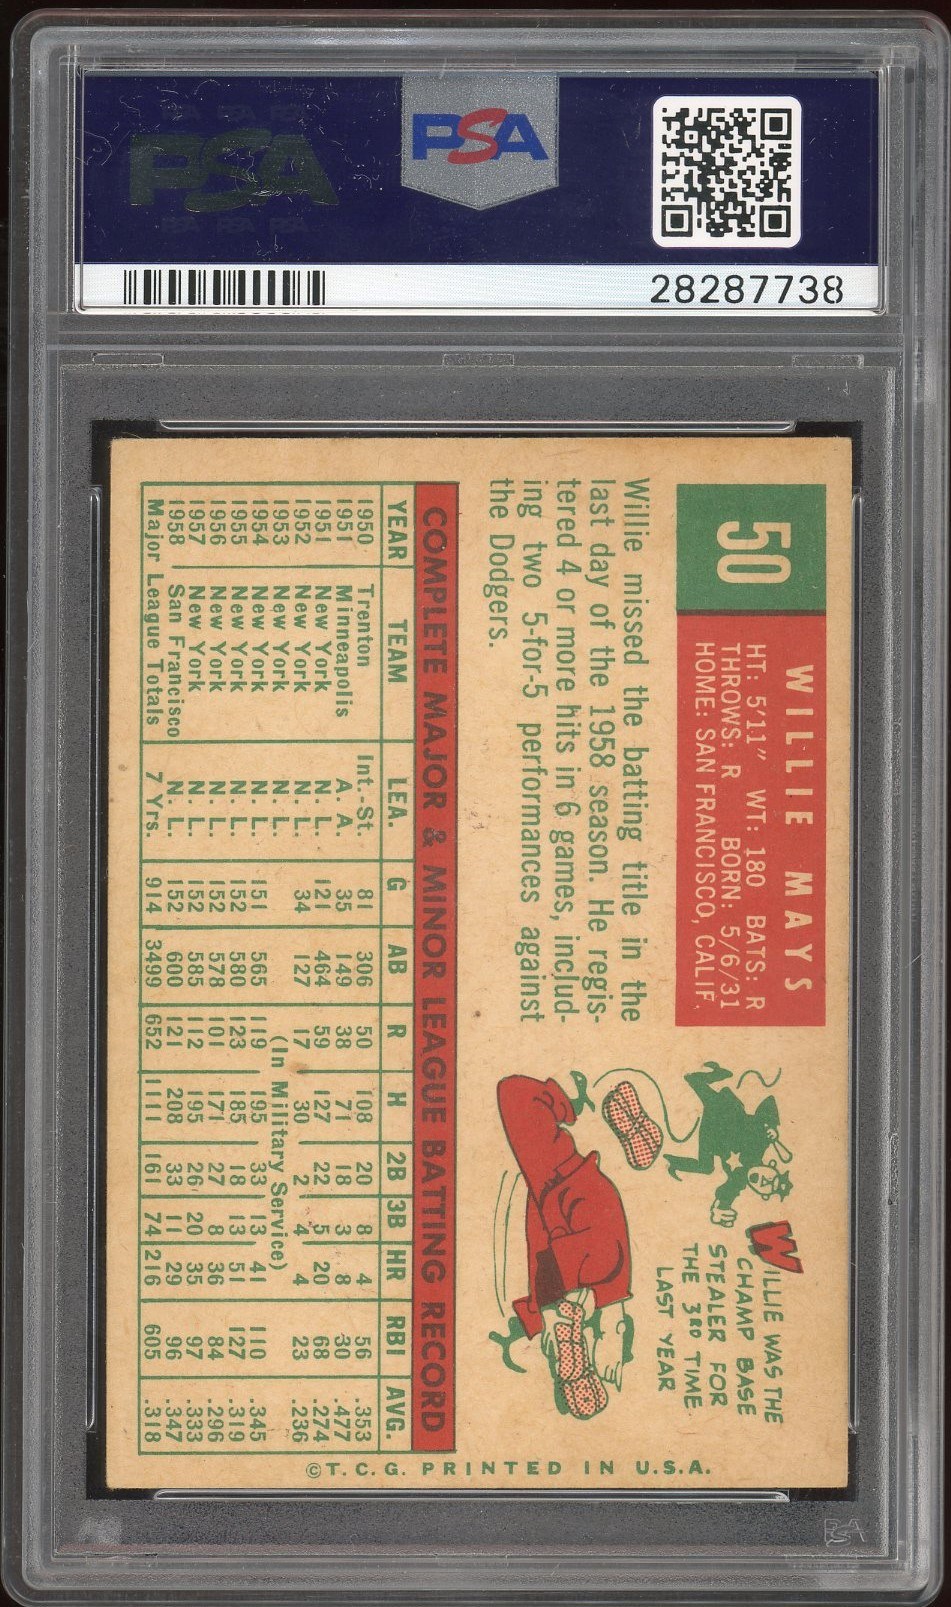 PSA
PSA
28287738
50
WILLIE MAYS
HT: 5'11" WT: 180 BATS: R
THROWS: R BORN: 5/6/31
HOME: SAN FRANCISCO, CALIF.
Willie missed the batting title in the
last day of the 1958 season. He regis-
tered 4 or more hits in 6 games, includ-
ing two 5-for-5 performances against
the Dodgers.
WILLIE WAS THE
CHAMP BASE
STEALER FOR
THE 3RD TIME
LAST YEAR
COMPLETE MAJOR & MINOR LEAGUE BATTING RECORD
YEAR TEAM LEA. G AB R H 2B 3B HR RBI AVG.
1950 Trenton Int.-St. 81 306 50 108 20 8 4 56 .353
1951 Minneapolis A. A. 35 149 38 71 18 3 8 30 .477
1951 New York N. L. 121 464 59 127 22 5 20 68 .274
1952 New York N. L. 34 127 17 30 2 4 4 23 .236
1953 New York N. L. (In Military Service)
1954 New York N. L. 151 565 119 195 33 13 41 110 .345
1955 New York N. L. 152 580 123 185 18 13 51 127 .319
1956 New York N. L. 152 578 101 171 27 8 36 84 .296
1957 New York N. L. 152 585 112 195 26 20 35 97 .333
1958 San Francisco N. L. 152 600 121 208 33 11 29 96 .347
Major League Totals 7 Yrs. 914 3499 652 1111 161 74 216 605 .318
©T.C.G. PRINTED IN U.S.A.
PSA